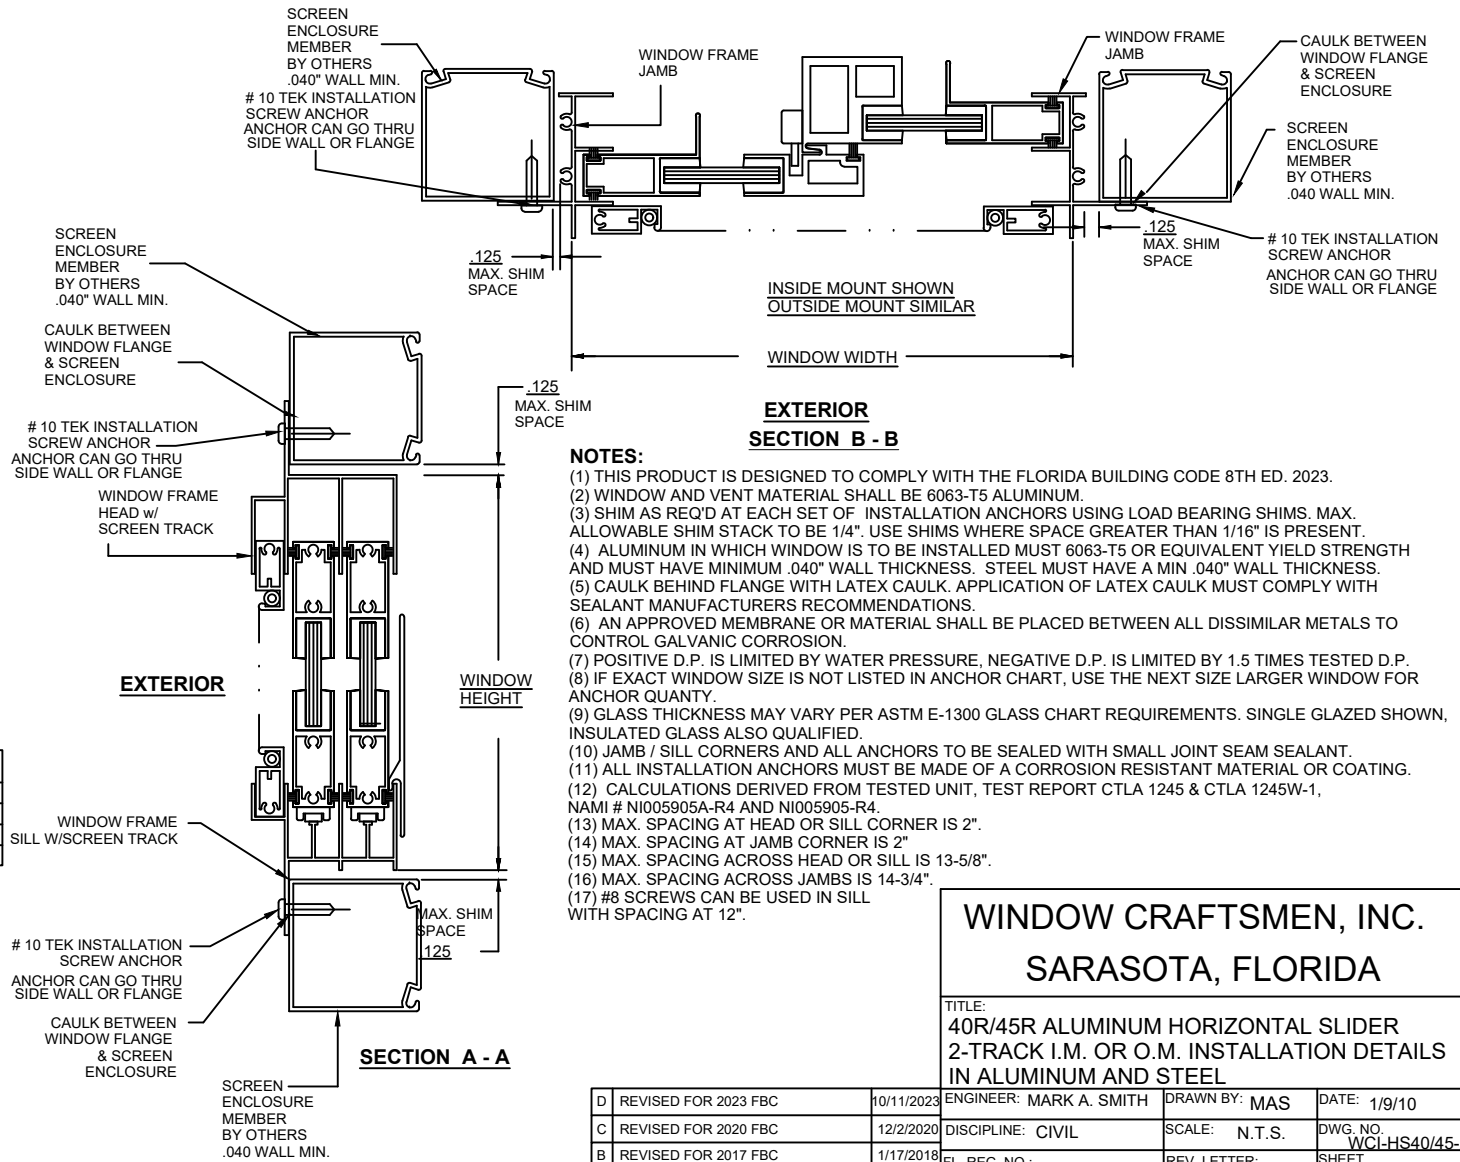 SCREEN
ENCLOSURE
MEMBER
BY OTHERS
.040" WALL MIN.
# 10 TEK INSTALLATION
SCREW ANCHOR
ANCHOR CAN GO THRU
SIDE WALL OR FLANGE
WINDOW FRAME
JAMB
WINDOW FRAME
JAMB
CAULK BETWEEN
WINDOW FLANGE
& SCREEN
ENCLOSURE
SCREEN
ENCLOSURE
MEMBER
BY OTHERS
.040 WALL MIN.
# 10 TEK INSTALLATION
SCREW ANCHOR
ANCHOR CAN GO THRU
SIDE WALL OR FLANGE
.125
MAX. SHIM
SPACE
.125
MAX. SHIM
SPACE
INSIDE MOUNT SHOWN
OUTSIDE MOUNT SIMILAR
WINDOW WIDTH
EXTERIOR
SECTION B - B
SCREEN
ENCLOSURE
MEMBER
BY OTHERS
.040" WALL MIN.
CAULK BETWEEN
WINDOW FLANGE
& SCREEN
ENCLOSURE
# 10 TEK INSTALLATION
SCREW ANCHOR
ANCHOR CAN GO THRU
SIDE WALL OR FLANGE
WINDOW FRAME
HEAD w/
SCREEN TRACK
.125
MAX. SHIM
SPACE
EXTERIOR
WINDOW
HEIGHT
WINDOW FRAME
SILL W/SCREEN TRACK
# 10 TEK INSTALLATION
SCREW ANCHOR
ANCHOR CAN GO THRU
SIDE WALL OR FLANGE
CAULK BETWEEN
WINDOW FLANGE
& SCREEN
ENCLOSURE
SCREEN
ENCLOSURE
MEMBER
BY OTHERS
.040 WALL MIN.
MAX. SHIM
SPACE
.125
SECTION A - A
NOTES:
(1) THIS PRODUCT IS DESIGNED TO COMPLY WITH THE FLORIDA BUILDING CODE 8TH ED. 2023.
(2) WINDOW AND VENT MATERIAL SHALL BE 6063-T5 ALUMINUM.
(3) SHIM AS REQ'D AT EACH SET OF INSTALLATION ANCHORS USING LOAD BEARING SHIMS. MAX.
ALLOWABLE SHIM STACK TO BE 1/4". USE SHIMS WHERE SPACE GREATER THAN 1/16" IS PRESENT.
(4) ALUMINUM IN WHICH WINDOW IS TO BE INSTALLED MUST 6063-T5 OR EQUIVALENT YIELD STRENGTH
AND MUST HAVE MINIMUM .040" WALL THICKNESS. STEEL MUST HAVE A MIN .040" WALL THICKNESS.
(5) CAULK BEHIND FLANGE WITH LATEX CAULK. APPLICATION OF LATEX CAULK MUST COMPLY WITH
SEALANT MANUFACTURERS RECOMMENDATIONS.
(6) AN APPROVED MEMBRANE OR MATERIAL SHALL BE PLACED BETWEEN ALL DISSIMILAR METALS TO
CONTROL GALVANIC CORROSION.
(7) POSITIVE D.P. IS LIMITED BY WATER PRESSURE, NEGATIVE D.P. IS LIMITED BY 1.5 TIMES TESTED D.P.
(8) IF EXACT WINDOW SIZE IS NOT LISTED IN ANCHOR CHART, USE THE NEXT SIZE LARGER WINDOW FOR
ANCHOR QUANTY.
(9) GLASS THICKNESS MAY VARY PER ASTM E-1300 GLASS CHART REQUIREMENTS. SINGLE GLAZED SHOWN,
INSULATED GLASS ALSO QUALIFIED.
(10) JAMB / SILL CORNERS AND ALL ANCHORS TO BE SEALED WITH SMALL JOINT SEAM SEALANT.
(11) ALL INSTALLATION ANCHORS MUST BE MADE OF A CORROSION RESISTANT MATERIAL OR COATING.
(12) CALCULATIONS DERIVED FROM TESTED UNIT, TEST REPORT CTLA 1245 & CTLA 1245W-1,
NAMI # NI005905A-R4 AND NI005905-R4.
(13) MAX. SPACING AT HEAD OR SILL CORNER IS 2".
(14) MAX. SPACING AT JAMB CORNER IS 2"
(15) MAX. SPACING ACROSS HEAD OR SILL IS 13-5/8".
(16) MAX. SPACING ACROSS JAMBS IS 14-3/4".
(17) #8 SCREWS CAN BE USED IN SILL
WITH SPACING AT 12".
WINDOW CRAFTSMEN, INC.
SARASOTA, FLORIDA
TITLE:
40R/45R ALUMINUM HORIZONTAL SLIDER
2-TRACK I.M. OR O.M. INSTALLATION DETAILS
IN ALUMINUM AND STEEL
D REVISED FOR 2023 FBC 10/11/2023
C REVISED FOR 2020 FBC 12/2/2020
B REVISED FOR 2017 FBC 1/17/2018
ENGINEER: MARK A. SMITH DRAWN BY: MAS DATE: 1/9/10
DISCIPLINE: CIVIL SCALE: N.T.S. DWG. NO.
WCI-HS40/45-
FL. REG. NO.: REV. LETTER: SHEET